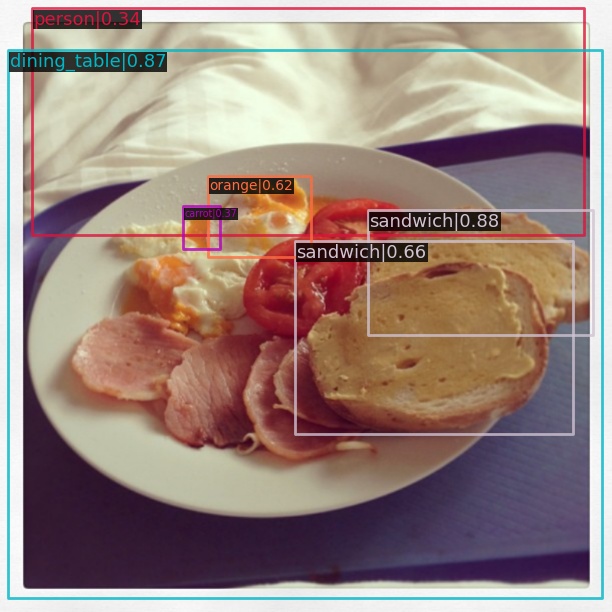 person|0.34
dining_table|0.87
orange|0.62
carrot|0.37
sandwich|0.88
sandwich|0.66